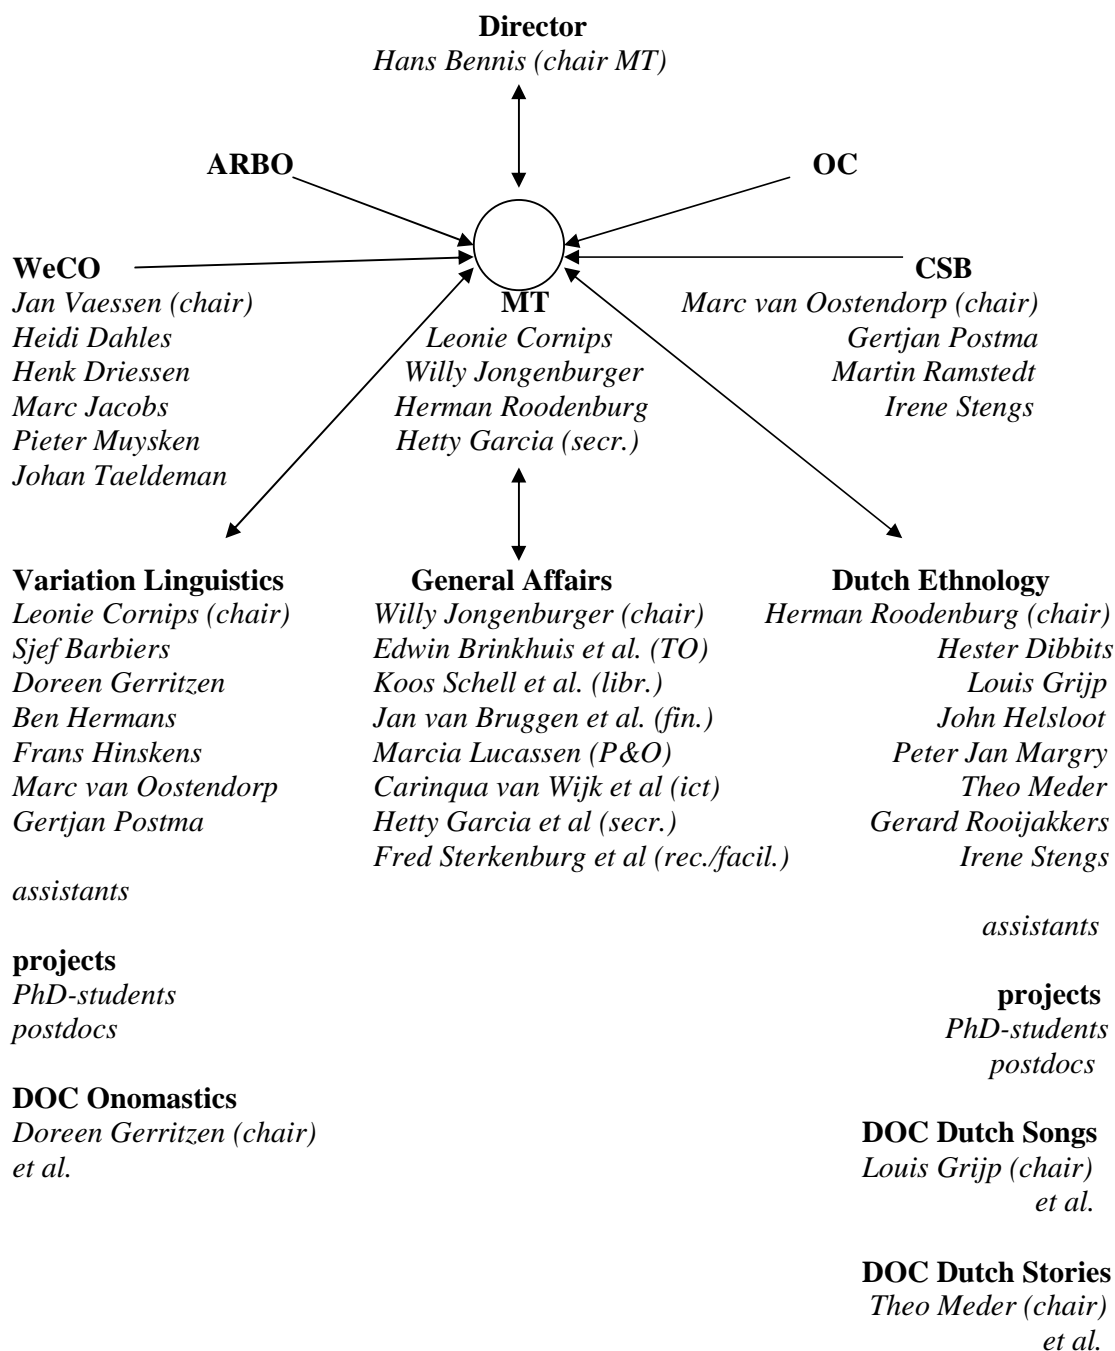 Director
Hans Bennis (chair MT)
ARBO
OC
WeCO
Jan Vaessen (chair)
Heidi Dahles
Henk Driessen
Marc Jacobs
Pieter Muysken
Johan Taeldeman
MT
Leonie Cornips
Willy Jongenburger
Herman Roodenburg
Hetty Garcia (secr.)
CSB
Marc van Oostendorp (chair)
Gertjan Postma
Martin Ramstedt
Irene Stengs
Variation Linguistics
Leonie Cornips (chair)
Sjef Barbiers
Doreen Gerritzen
Ben Hermans
Frans Hinskens
Marc van Oostendorp
Gertjan Postma
assistants
projects
PhD-students
postdocs
DOC Onomastics
Doreen Gerritzen (chair)
et al.
General Affairs
Willy Jongenburger (chair)
Edwin Brinkhuis et al. (TO)
Koos Schell et al. (libr.)
Jan van Bruggen et al. (fin.)
Marcia Lucassen (P&O)
Carinqua van Wijk et al (ict)
Hetty Garcia et al (secr.)
Fred Sterkenburg et al (rec./facil.)
Dutch Ethnology
Herman Roodenburg (chair)
Hester Dibbits
Louis Grijp
John Helsloot
Peter Jan Margry
Theo Meder
Gerard Rooijakkers
Irene Stengs
assistants
projects
PhD-students
postdocs
DOC Dutch Songs
Louis Grijp (chair)
et al.
DOC Dutch Stories
Theo Meder (chair)
et al.